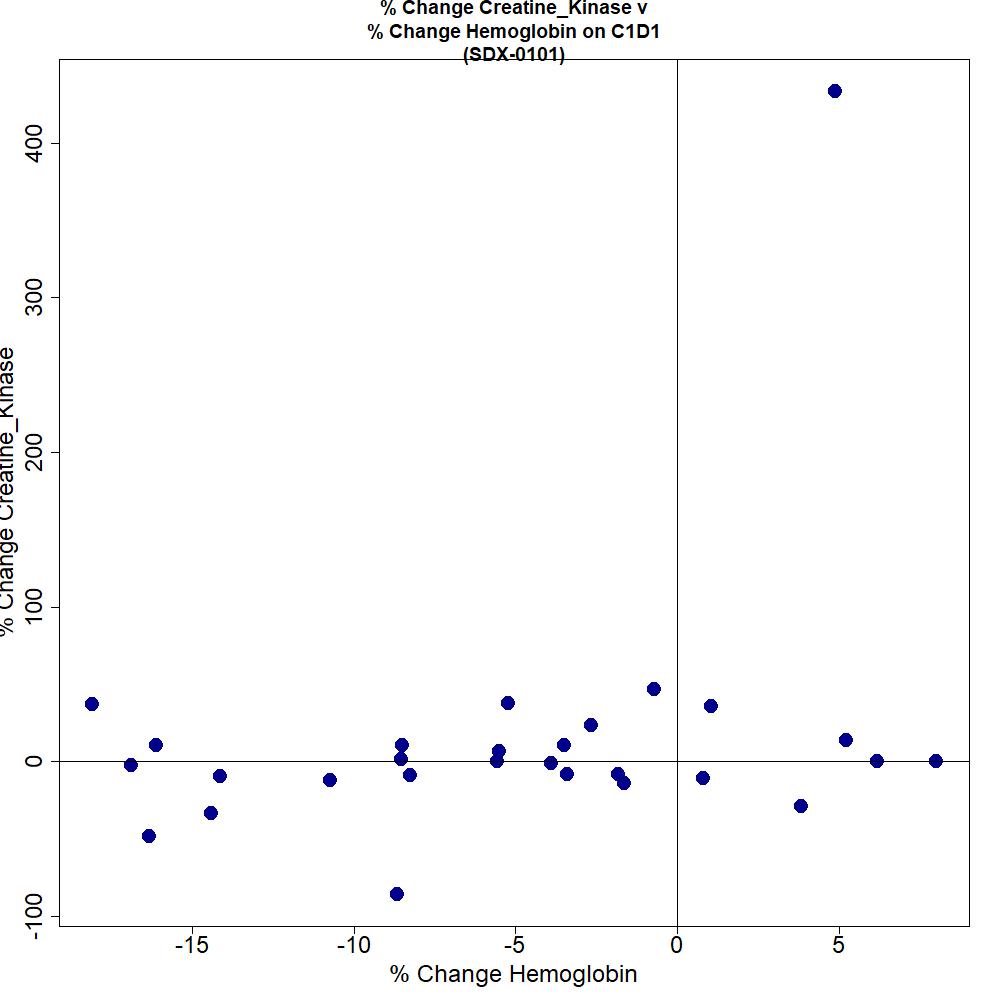 % Change Creatine_Kinase v
% Change Hemoglobin on C1D1
(SDX-0101)
% Change Creatine_Kinase
400
300
200
100
0
-100
-15
-10
-5
0
5
% Change Hemoglobin